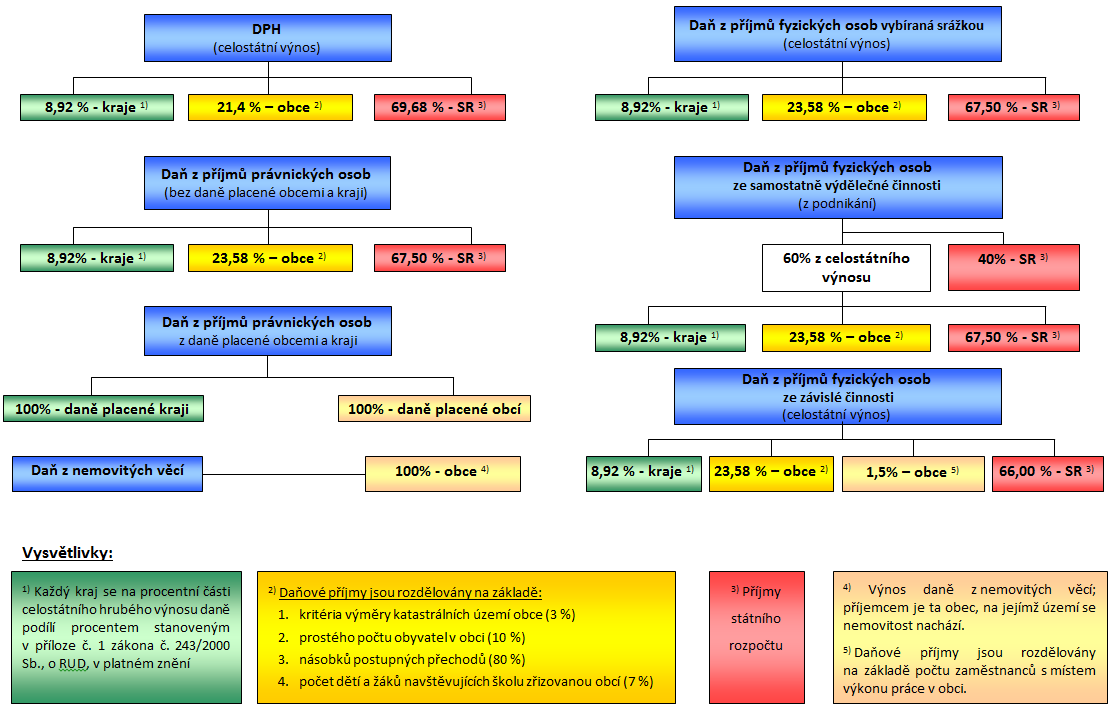 DPH
(celostátní výnos)
8,92 % - kraje 1)
21,4 % – obce 2)
69,68 % - SR 3)
Daň z příjmů právnických osob
(bez daně placené obcemi a kraji)
8,92% - kraje 1)
23,58 % – obce 2)
67,50 % - SR 3)
Daň z příjmů právnických osob
z daně placené obcemi a kraji
100% - daně placené kraji
100% - daně placené obcí
Daň z nemovitých věcí
100% - obce 4)
Daň z příjmů fyzických osob vybíraná srážkou
(celostátní výnos)
8,92% - kraje 1)
23,58 % – obce 2)
67,50 % - SR 3)
Daň z příjmů fyzických osob
ze samostatně výdělečné činnosti
(z podnikání)
60% z celostátního
výnosu
40% - SR 3)
8,92% - kraje 1)
23,58 % – obce 2)
67,50 % - SR 3)
Daň z příjmů fyzických osob
ze závislé činnosti
(celostátní výnos)
8,92 % - kraje 1)
23,58 % – obce 2)
1,5% – obce 5)
66,00 % - SR 3)
Vysvětlivky:
1) Každý kraj se na procentní části
celostátního hrubého výnosu daně
podílí procentem stanoveným
v příloze č. 1 zákona č. 243/2000
Sb., o RUD, v platném znění
2) Daňové příjmy jsou rozdělovány na základě:
1. kritéria výměry katastrálních území obce (3 %)
2. prostého počtu obyvatel v obci (10 %)
3. násobků postupných přechodů (80 %)
4. počet dětí a žáků navštěvujících školu zřizovanou obcí (7 %)
3) Příjmy
státního
rozpočtu
4) Výnos daně z nemovitých věcí;
příjemcem je ta obec, na jejímž území se
nemovitost nachází.
5) Daňové příjmy jsou rozdělovány
na základě počtu zaměstnanců s místem
výkonu práce v obci.